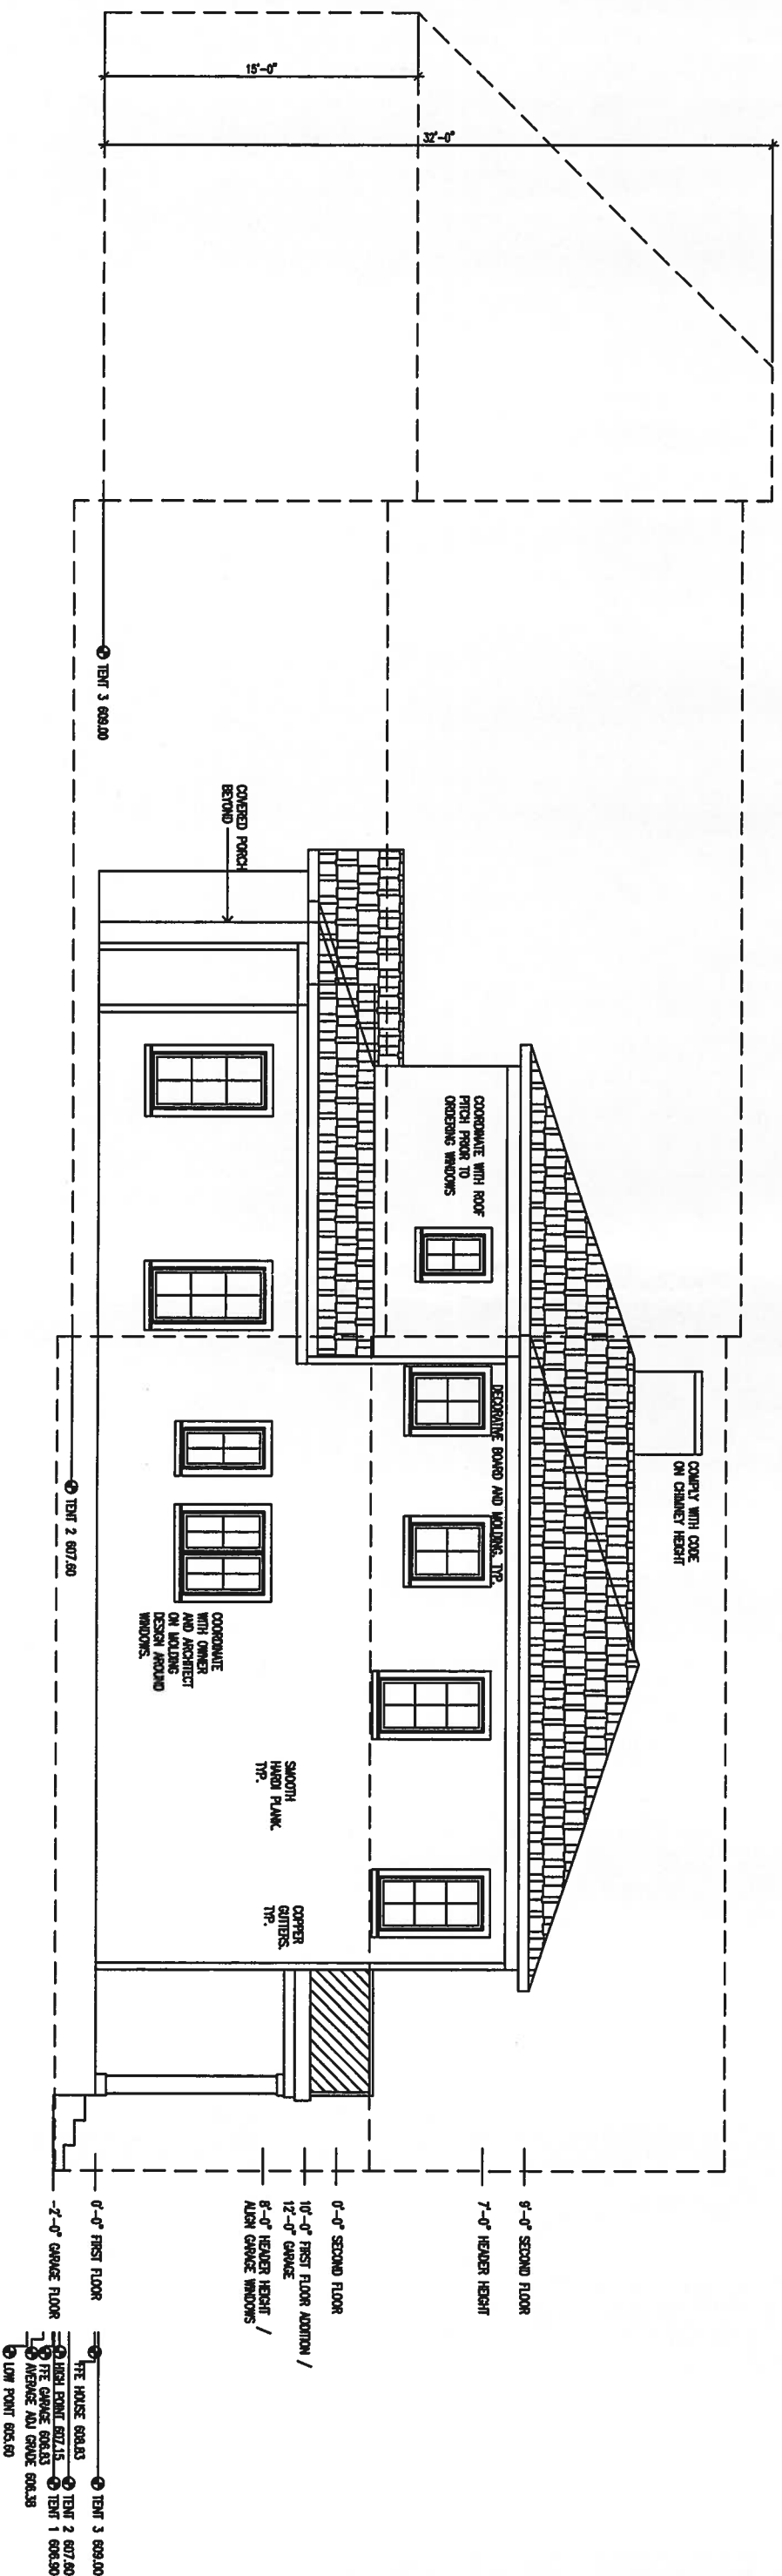 15'-0"
32'-0"
TENT 3 609.00
COVERED PORCH
BEYOND
COORDINATE WITH ROOF
PITCH PRIOR TO
ORDERING WINDOWS
DECORATIVE BOARD AND MOLDING, TYP.
COMPLY WITH CODE
ON CHIMNEY HEIGHT
TENT 2 607.60
COORDINATE
WITH OWNER
AND ARCHITECT
ON MOLDING
DESIGN AROUND
WINDOWS.
SMOOTH
HARDI PLANK,
TYP.
COPPER
GUTTERS,
TYP.
9'-0" SECOND FLOOR
7'-0" HEADER HEIGHT
0'-0" SECOND FLOOR
10'-0" FIRST FLOOR ADDITION /
12'-0" GARAGE
8'-0" HEADER HEIGHT /
ALIGN GARAGE WINDOWS
0'-0" FIRST FLOOR
-2'-0" GARAGE FLOOR
TENT 3 609.00
FFE HOUSE 608.83
TENT 2 607.60
HIGH POINT 607.15
TENT 1 606.90
FFE GARAGE 606.83
AVERAGE ADJ GRADE 606.38
LOW POINT 605.60